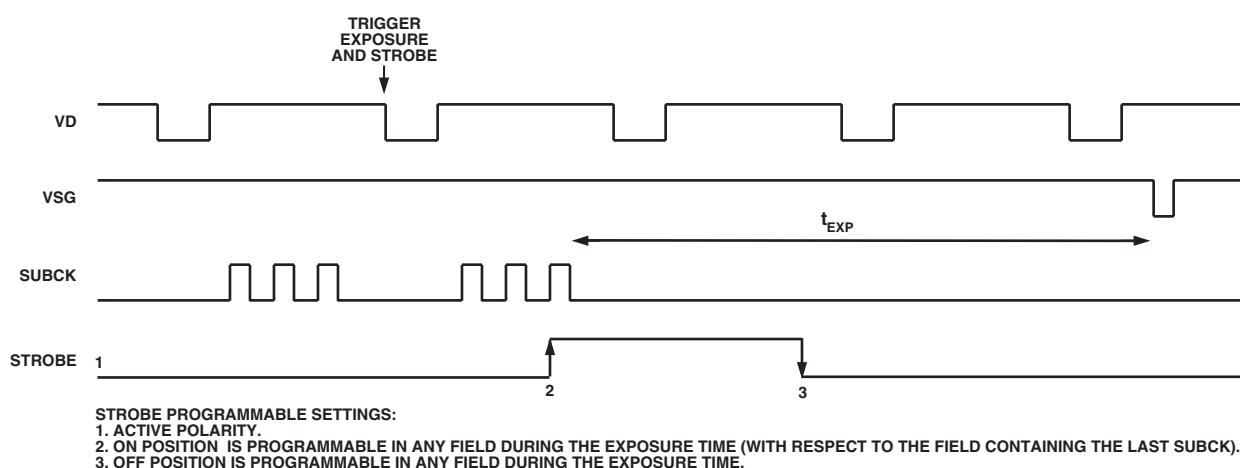 TRIGGER
EXPOSURE
AND STROBE
VD
VSG
tEXP
SUBCK
STROBE
1
2
3
STROBE PROGRAMMABLE SETTINGS:
1. ACTIVE POLARITY.
2. ON POSITION IS PROGRAMMABLE IN ANY FIELD DURING THE EXPOSURE TIME (WITH RESPECT TO THE FIELD CONTAINING THE LAST SUBCK).
3. OFF POSITION IS PROGRAMMABLE IN ANY FIELD DURING THE EXPOSURE TIME.